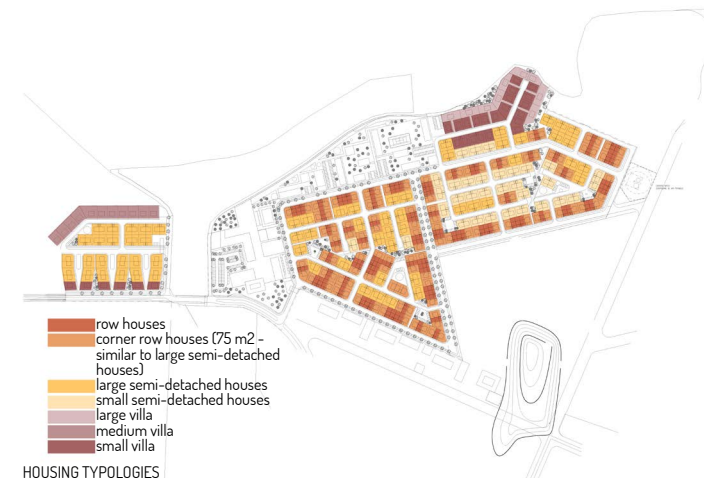 row houses
corner row houses (75 m2 -
similar to large semi-detached
houses)
large semi-detached houses
small semi-detached houses
large villa
medium villa
small villa
HOUSING TYPOLOGIES